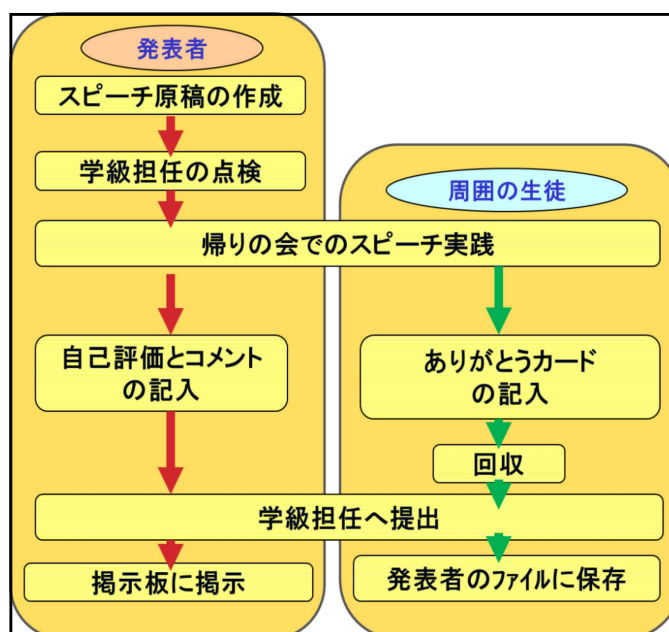 発表者
スピーチ原稿の作成
学級担任の点検
周囲の生徒
帰りの会でのスピーチ実践
自己評価とコメント
の記入
ありがとうカード
の記入
回収
学級担任へ提出
掲示板に掲示
発表者のファイルに保存